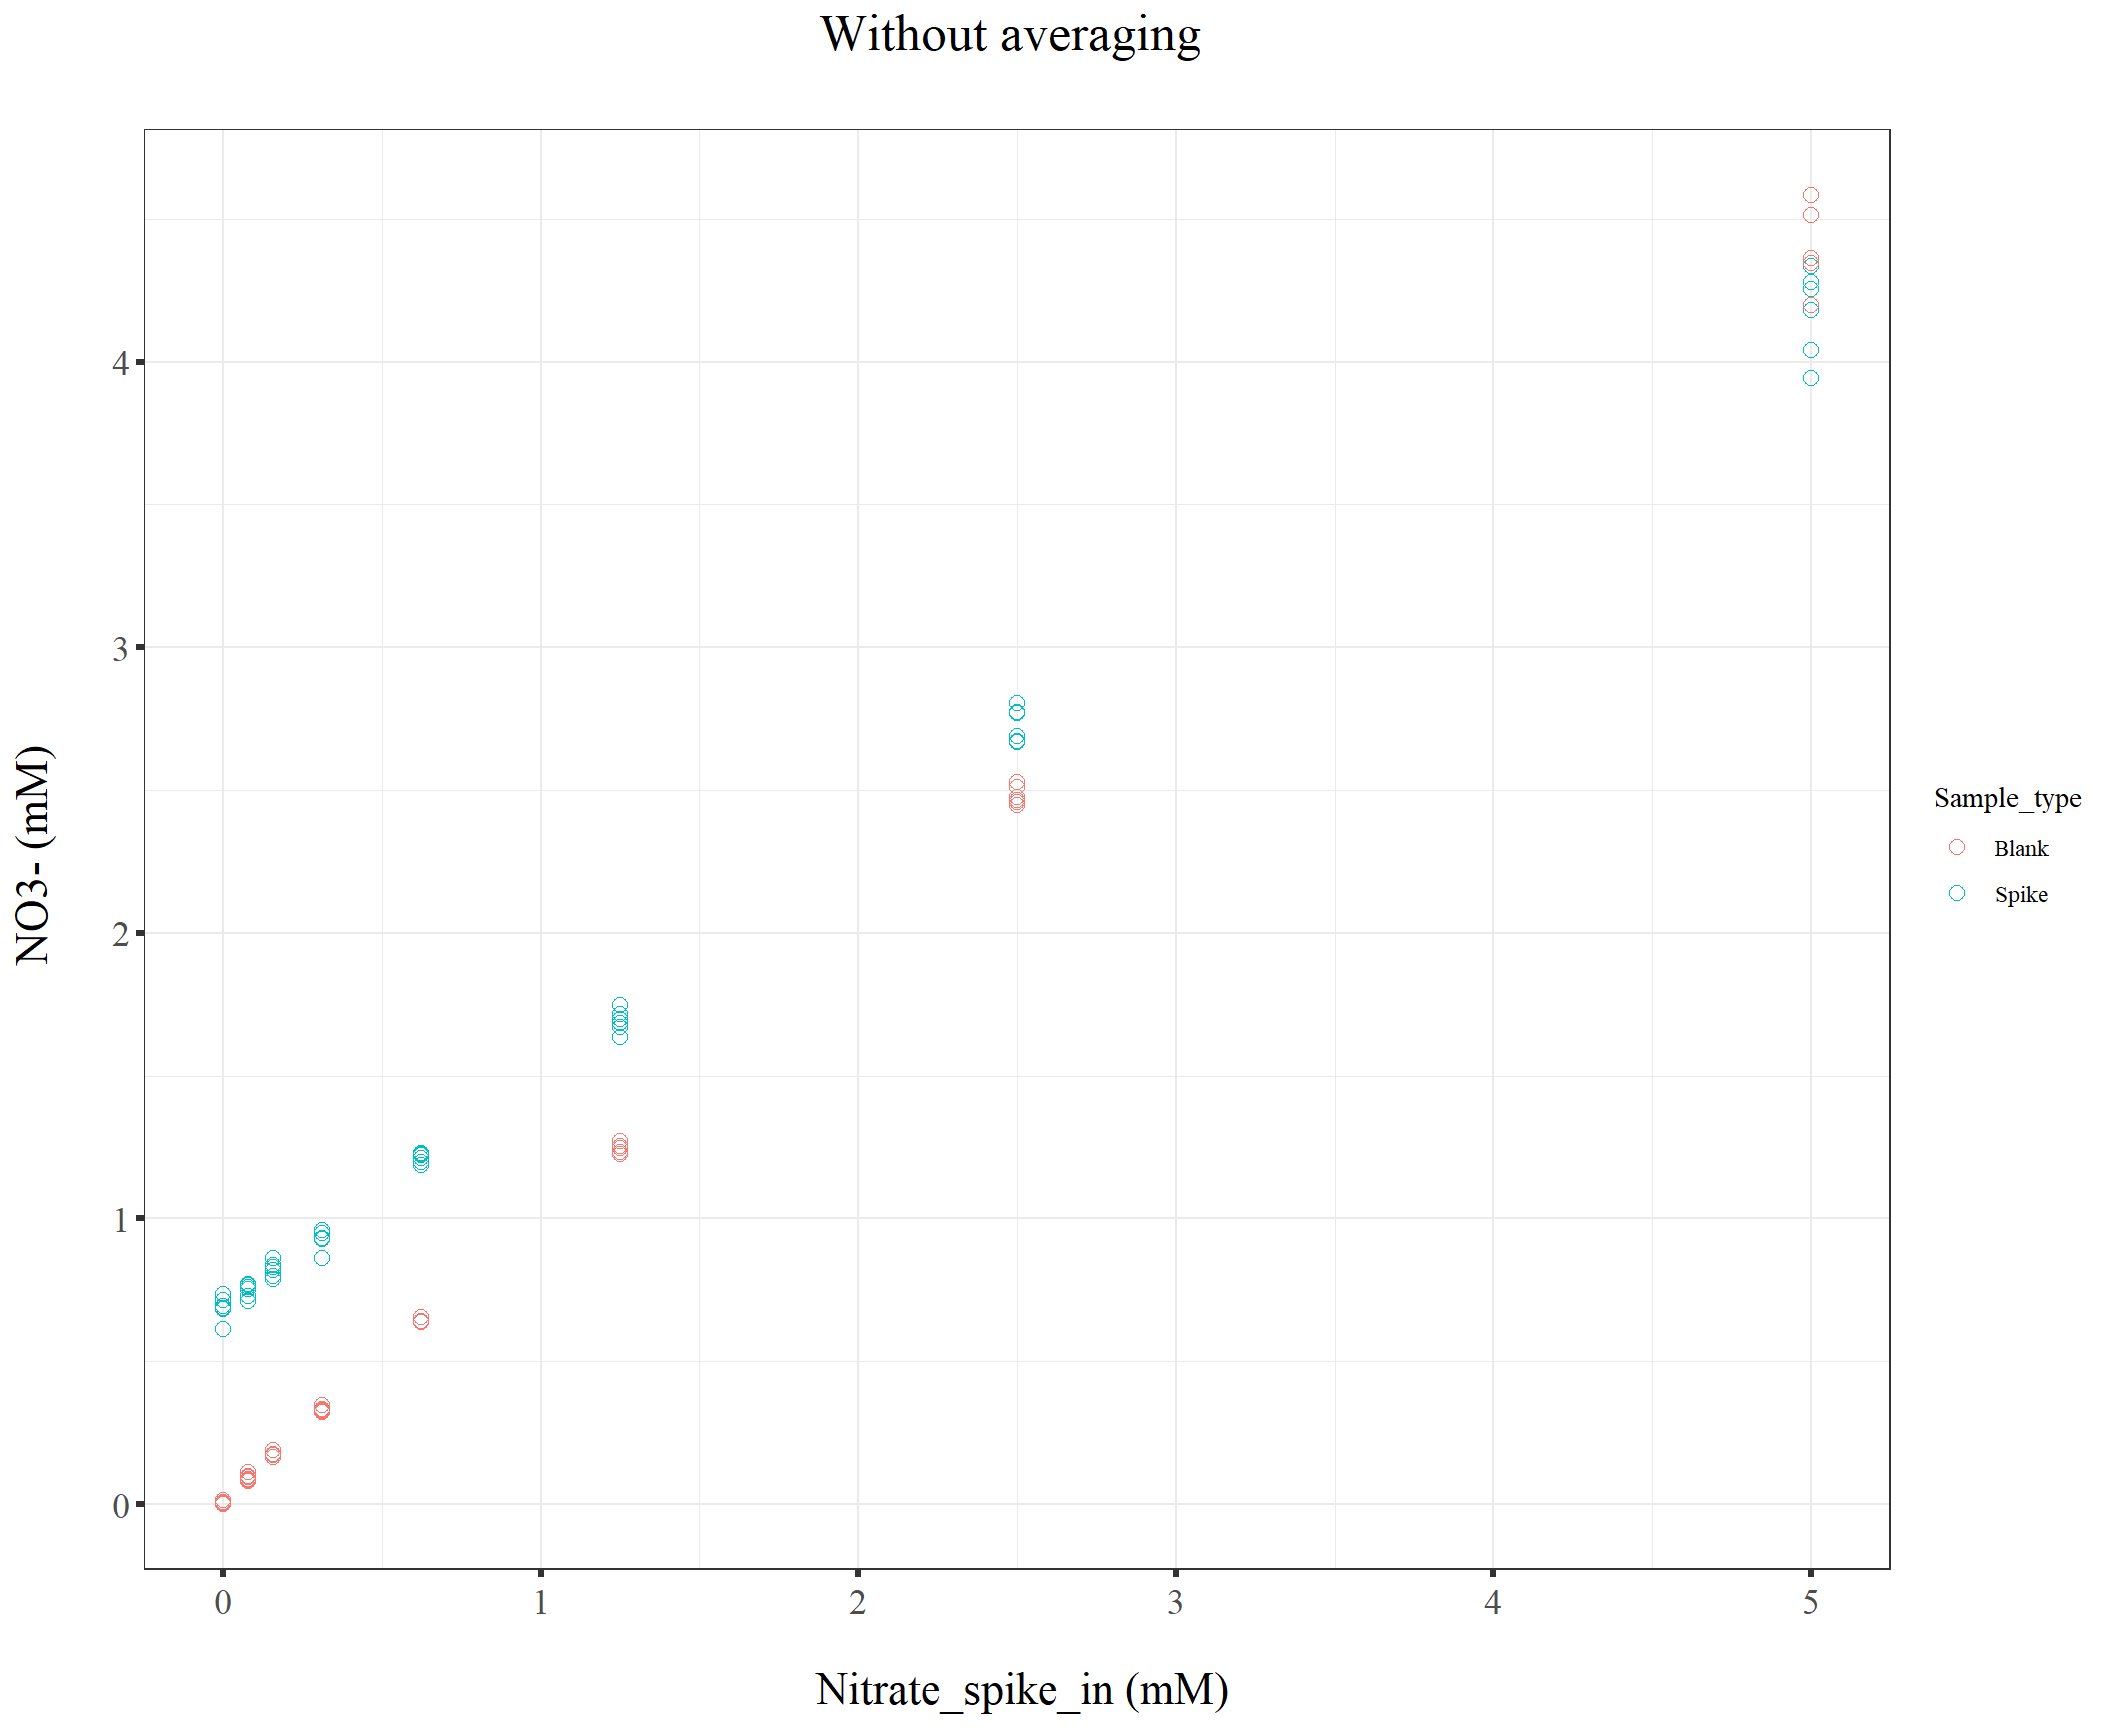 Without averaging
NO3- (mM)
4
3
2
1
0
0 1 2 3 4 5
Nitrate_spike_in (mM)
Sample_type
Blank
Spike